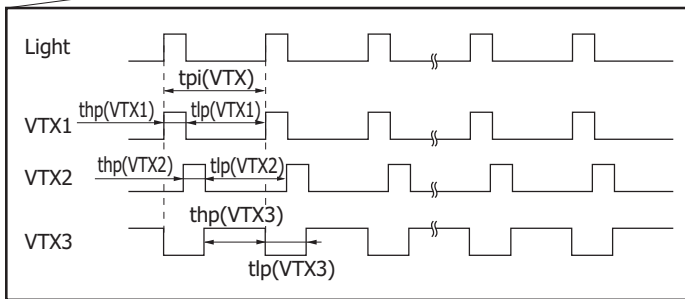 Light
tpi(VTX)
thp(VTX1) tlp(VTX1)
VTX1
thp(VTX2) tlp(VTX2)
VTX2
thp(VTX3)
VTX3
tlp(VTX3)